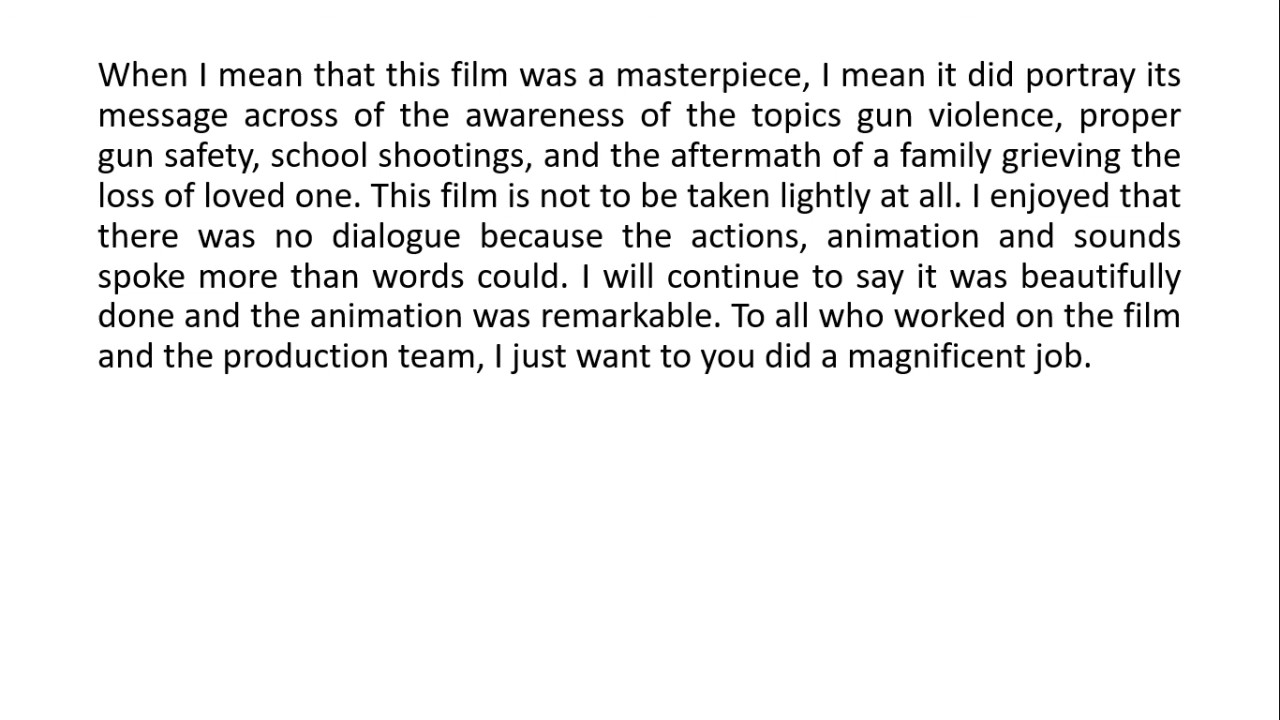 When I mean that this film was a masterpiece, I mean it did portray its
message across of the awareness of the topics gun violence, proper
gun safety, school shootings, and the aftermath of a family grieving the
loss of loved one. This film is not to be taken lightly at all. I enjoyed that
there was no dialogue because the actions, animation and sounds
spoke more than words could. I will continue to say it was beautifully
done and the animation was remarkable. To all who worked on the film
and the production team, I just want to you did a magnificent job.